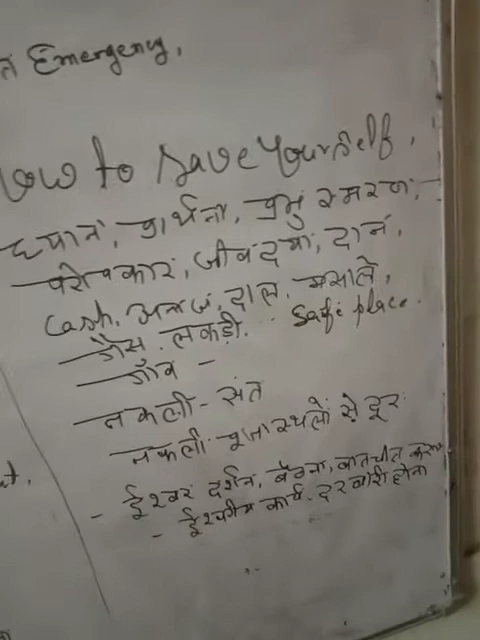 त Emergency,
How to Save Yourself,
ध्यान, प्रार्थना, प्रभु स्मरण,
परोपकार, जीवदया, दान,
Cash, अनाज, दाल, मसाले,
गैस, लकड़ी. Safe place.
गाँव -
नकली - संत
नकली पूजा स्थलों से दूर
- ईश्वर दर्शन, बैठना, बातचीत करना
- ईश्वरीय कार्य. दरबारी होना